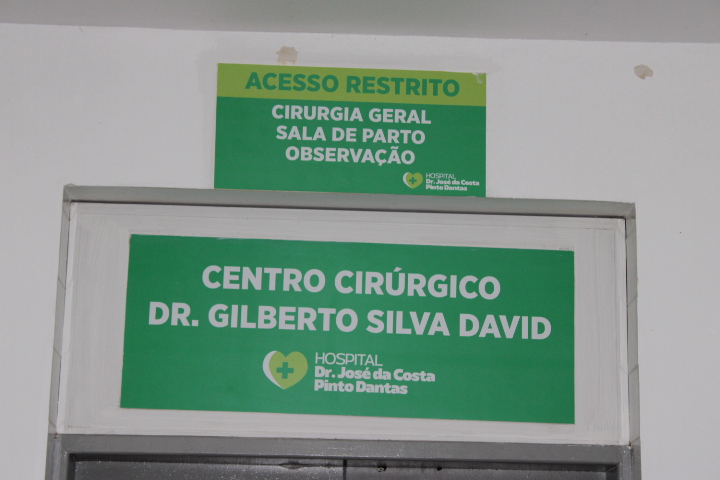 ACESSO RESTRITO
CIRURGIA GERAL
SALA DE PARTO
OBSERVAÇÃO
HOSPITAL
Dr. José da Costa
Pinto Dantas
CENTRO CIRÚRGICO
DR. GILBERTO SILVA DAVID
HOSPITAL
Dr. José da Costa
Pinto Dantas